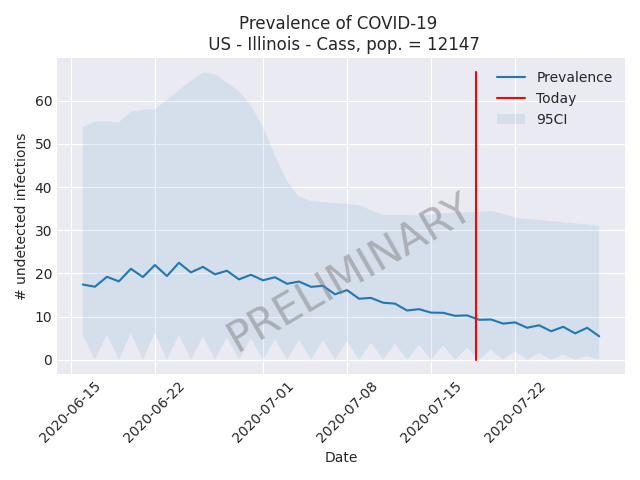 Prevalence of COVID-19
US - Illinois - Cass, pop. = 12147
Prevalence
Today
95CI
PRELIMINARY
# undetected infections
60
50
40
30
20
10
0
2020-06-15
2020-06-22
2020-07-01
2020-07-08
2020-07-15
2020-07-22
Date